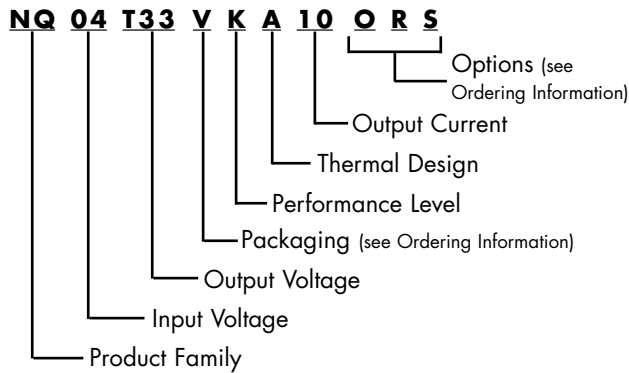 NQ 04 T33 V K A 10 O R S
Options (see
Ordering Information)
Output Current
Thermal Design
Performance Level
Packaging (see Ordering Information)
Output Voltage
Input Voltage
Product Family